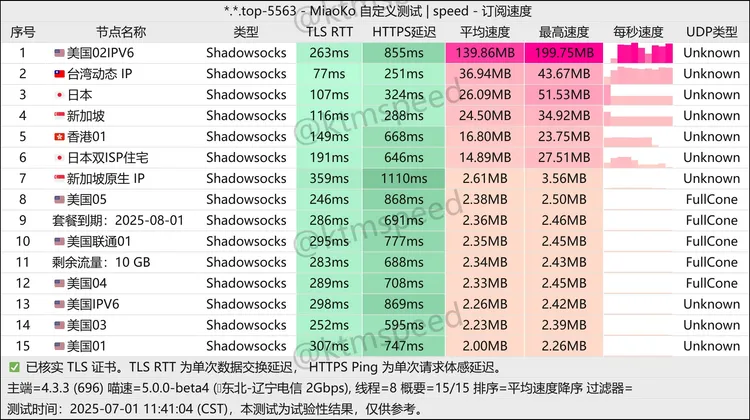 *.*.top-5563 - MiaoKo 自定义测试 | speed - 订阅速度
序号 节点名称 类型 TLS RTT HTTPS延迟 平均速度 最高速度 每秒速度 UDP类型
1 🇺🇸美国02IPV6 Shadowsocks 263ms 855ms 139.86MB 199.75MB Unknown
2 🇹🇼台湾动态 IP Shadowsocks 77ms 251ms 36.94MB 43.67MB Unknown
3 🇯🇵日本 Shadowsocks 107ms 324ms 26.09MB 51.53MB Unknown
4 🇸🇬新加坡 Shadowsocks 116ms 288ms 24.50MB 34.92MB Unknown
5 🇭🇰香港01 Shadowsocks 149ms 668ms 16.80MB 23.75MB Unknown
6 🇯🇵日本双ISP住宅 Shadowsocks 191ms 646ms 14.89MB 27.51MB Unknown
7 🇸🇬新加坡原生 IP Shadowsocks 359ms 1110ms 2.61MB 3.56MB Unknown
8 🇺🇸美国05 Shadowsocks 246ms 868ms 2.38MB 2.50MB FullCone
9 套餐到期：2025-08-01 Shadowsocks 286ms 691ms 2.36MB 2.46MB FullCone
10 🇺🇸美国联通01 Shadowsocks 295ms 777ms 2.35MB 2.45MB FullCone
11 剩余流量：10 GB Shadowsocks 283ms 688ms 2.34MB 2.43MB FullCone
12 🇺🇸美国04 Shadowsocks 289ms 708ms 2.33MB 2.45MB FullCone
13 🇺🇸美国IPV6 Shadowsocks 298ms 869ms 2.26MB 2.42MB Unknown
14 🇺🇸美国03 Shadowsocks 252ms 595ms 2.23MB 2.39MB Unknown
15 🇺🇸美国01 Shadowsocks 307ms 747ms 2.00MB 2.26MB Unknown
@ktmspeed
@ktmspeed
@ktmspeed
✅ 已核实 TLS 证书。TLS RTT 为单次数据交换延迟， HTTPS Ping 为单次请求体感延迟。
主端=4.3.3 (696) 喵速=5.0.0-beta4 (东北-辽宁电信 2Gbps), 线程=8 概要=15/15 排序=平均速度降序 过滤器=
测试时间：2025-07-01 11:41:04 (CST)，本测试为试验性结果，仅供参考。